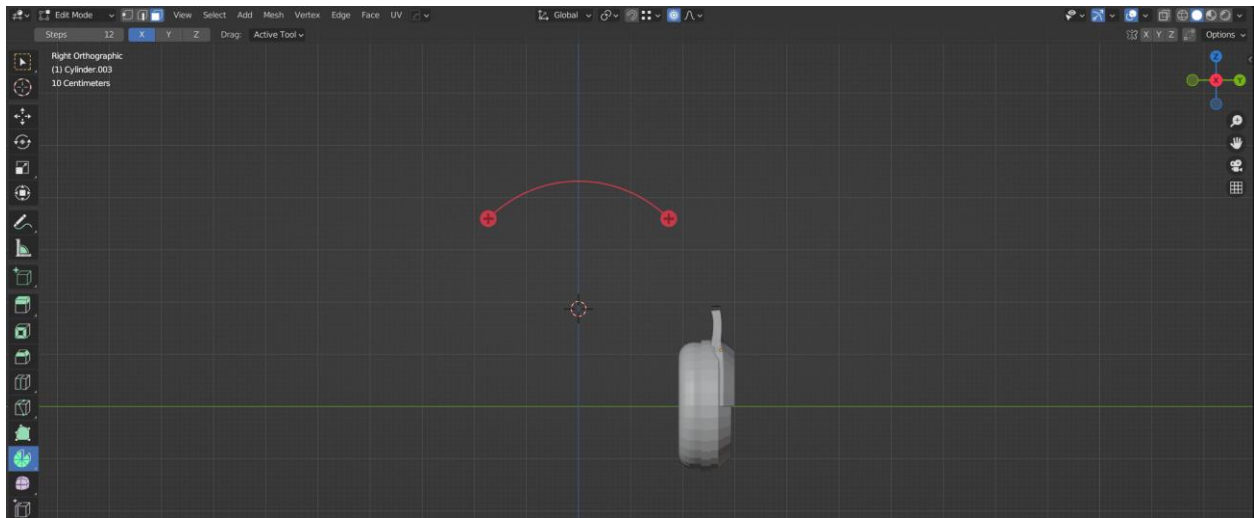 Edit Mode View Select Add Mesh Vertex Edge Face UV Global
Steps 12 X Y Z Drag: Active Tool X Y Z Options
Right Orthographic
(1) Cylinder.003
10 Centimeters
Z
X Y